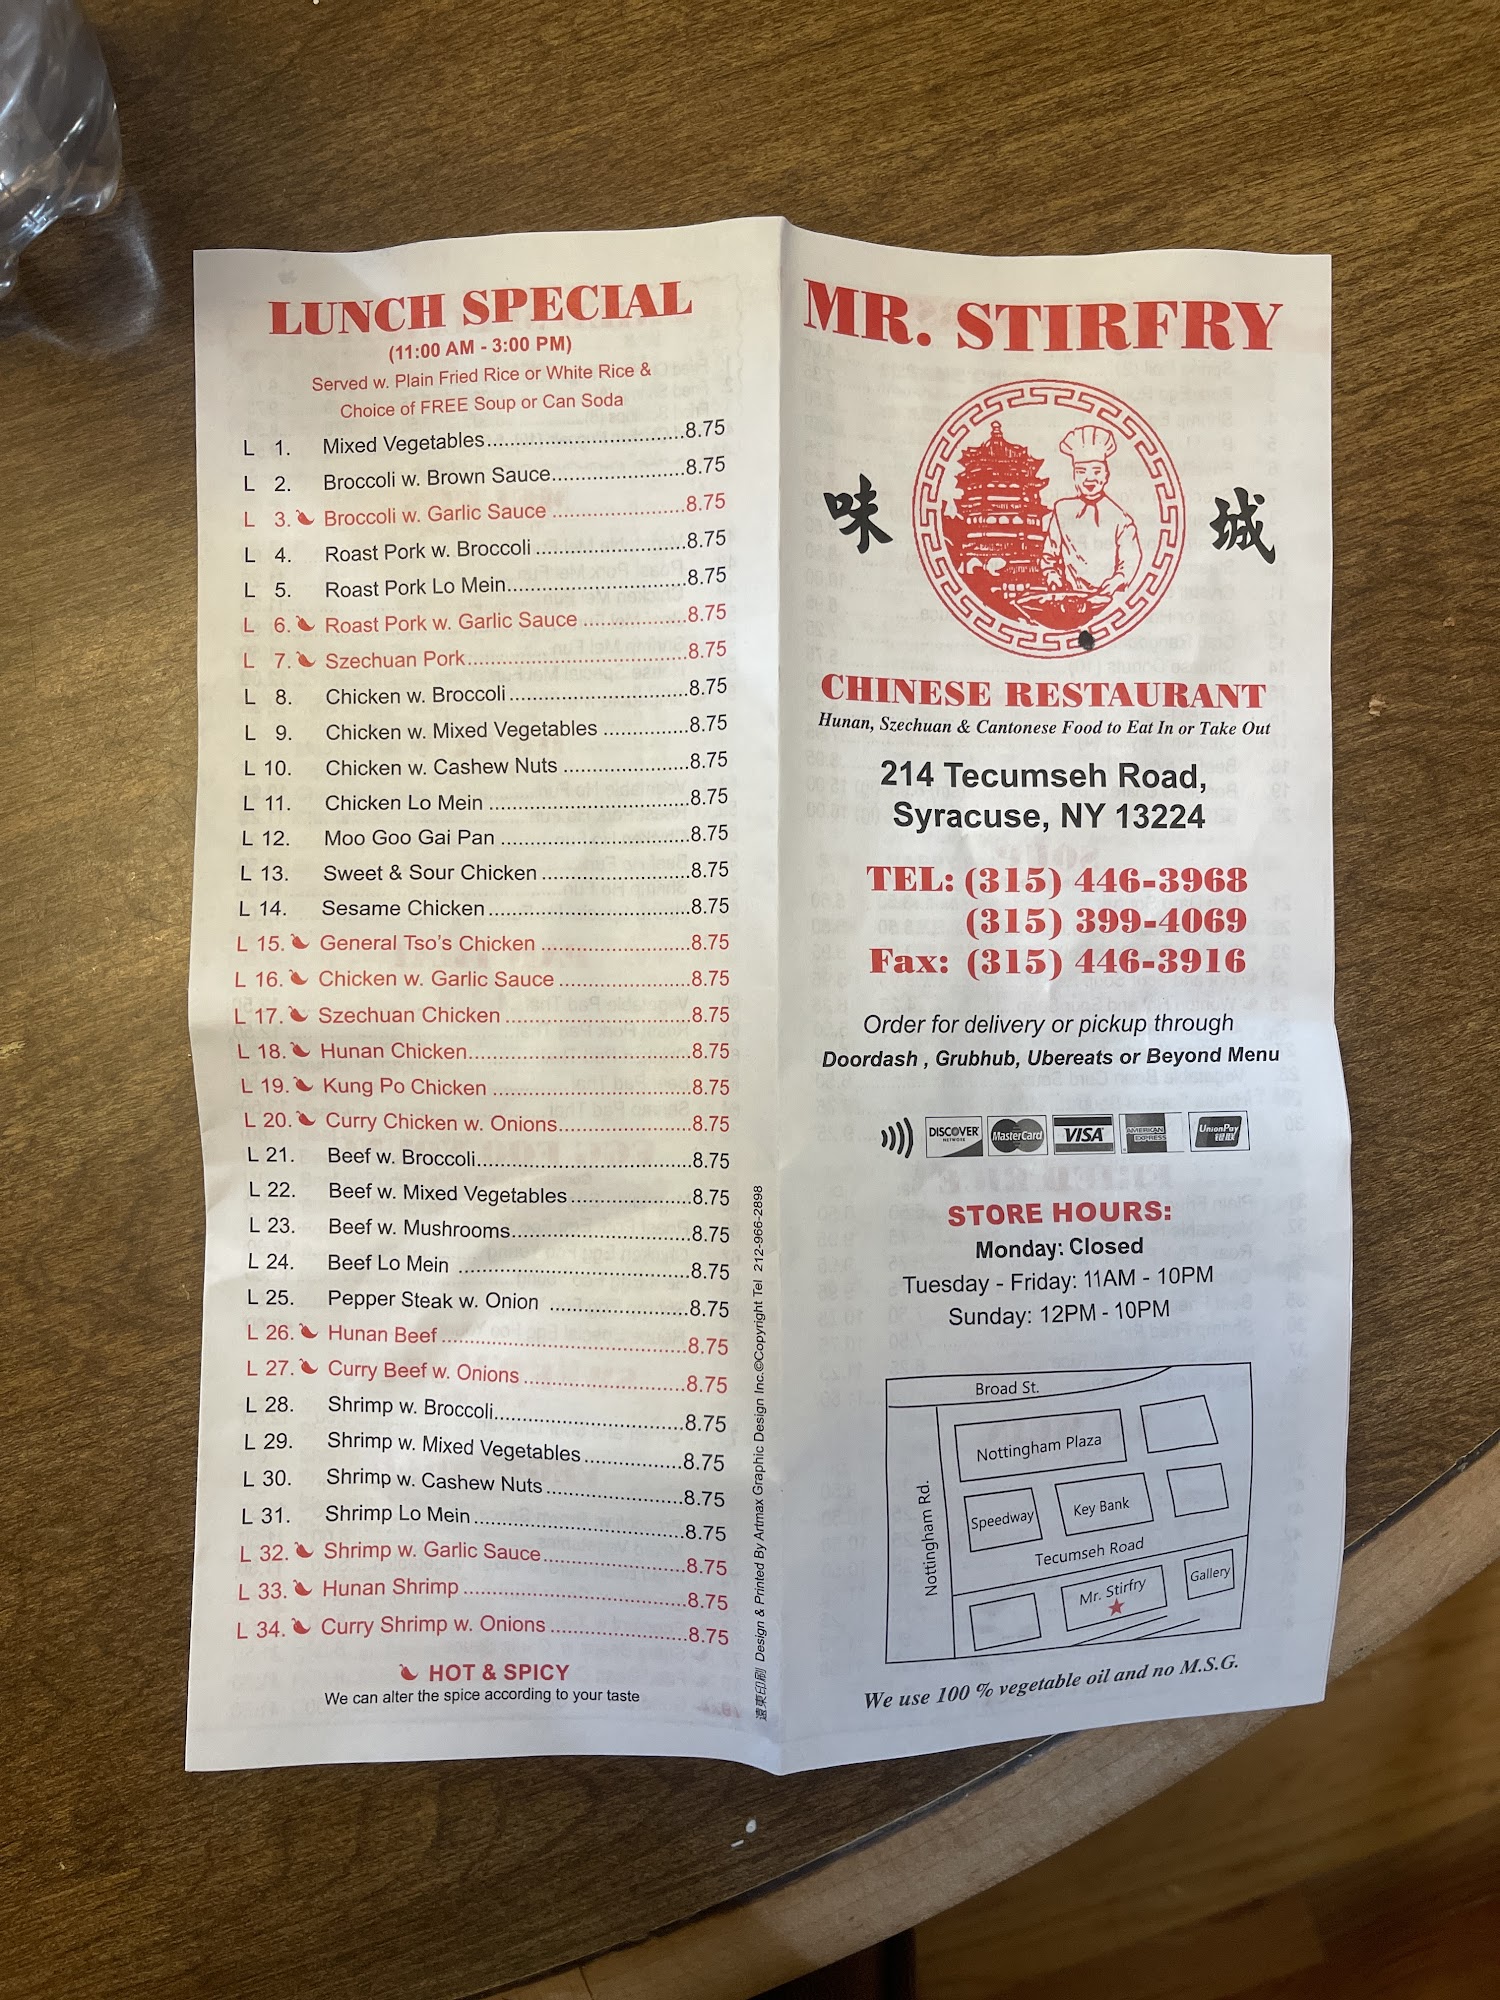 LUNCH SPECIAL
(11:00 AM - 3:00 PM)
Served w. Plain Fried Rice or White Rice &
Choice of FREE Soup or Can Soda
L 1. Mixed Vegetables 8.75
L 2. Broccoli w. Brown Sauce 8.75
L 3. Broccoli w. Garlic Sauce 8.75
L 4. Roast Pork w. Broccoli 8.75
L 5. Roast Pork Lo Mein 8.75
L 6. Roast Pork w. Garlic Sauce 8.75
L 7. Szechuan Pork 8.75
L 8. Chicken w. Broccoli 8.75
L 9. Chicken w. Mixed Vegetables 8.75
L 10. Chicken w. Cashew Nuts 8.75
L 11. Chicken Lo Mein 8.75
L 12. Moo Goo Gai Pan 8.75
L 13. Sweet & Sour Chicken 8.75
L 14. Sesame Chicken 8.75
L 15. General Tso's Chicken 8.75
L 16. Chicken w. Garlic Sauce 8.75
L 17. Szechuan Chicken 8.75
L 18. Hunan Chicken 8.75
L 19. Kung Po Chicken 8.75
L 20. Curry Chicken w. Onions 8.75
L 21. Beef w. Broccoli 8.75
L 22. Beef w. Mixed Vegetables 8.75
L 23. Beef w. Mushrooms 8.75
L 24. Beef Lo Mein 8.75
L 25. Pepper Steak w. Onion 8.75
L 26. Hunan Beef 8.75
L 27. Curry Beef w. Onions 8.75
L 28. Shrimp w. Broccoli 8.75
L 29. Shrimp w. Mixed Vegetables 8.75
L 30. Shrimp w. Cashew Nuts 8.75
L 31. Shrimp Lo Mein 8.75
L 32. Shrimp w. Garlic Sauce 8.75
L 33. Hunan Shrimp 8.75
L 34. Curry Shrimp w. Onions 8.75
HOT & SPICY
We can alter the spice according to your taste
遠東印刷 Design & Printed By Artmax Graphic Design Inc.©Copyright Tel 212-966-2898
MR. STIRFRY
味 城
CHINESE RESTAURANT
Hunan, Szechuan & Cantonese Food to Eat In or Take Out
214 Tecumseh Road,
Syracuse, NY 13224
TEL: (315) 446-3968
(315) 399-4069
Fax: (315) 446-3916
Order for delivery or pickup through
Doordash , Grubhub, Ubereats or Beyond Menu
DISCOVER NETWORK MasterCard VISA AMERICAN EXPRESS UnionPay 银联
STORE HOURS:
Monday: Closed
Tuesday - Friday: 11AM - 10PM
Sunday: 12PM - 10PM
Broad St.
Nottingham Plaza
Nottingham Rd.
Speedway
Key Bank
Tecumseh Road
Mr. Stirfry
Gallery
We use 100 % vegetable oil and no M.S.G.